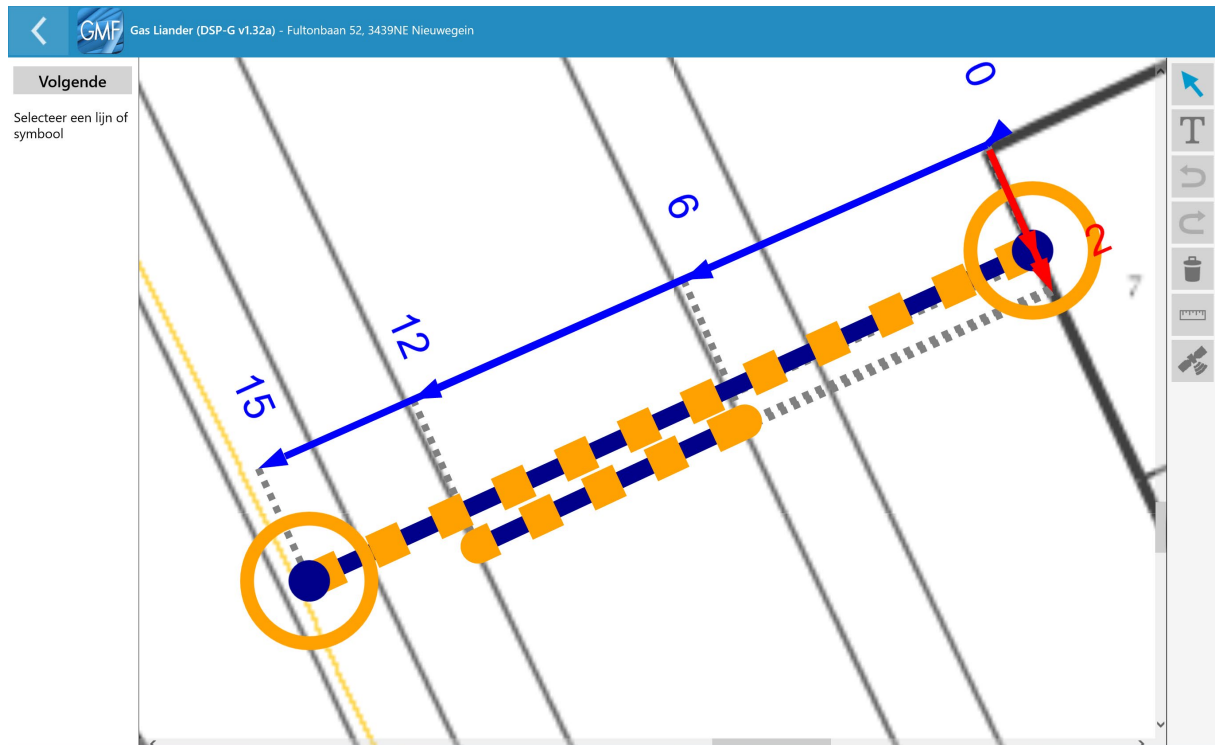 GMF
Gas Liander (DSP-G v1.32a) - Fultonbaan 52, 3439NE Nieuwegein
Volgende
Selecteer een lijn of
symbool
0
6
2
7
12
15
T